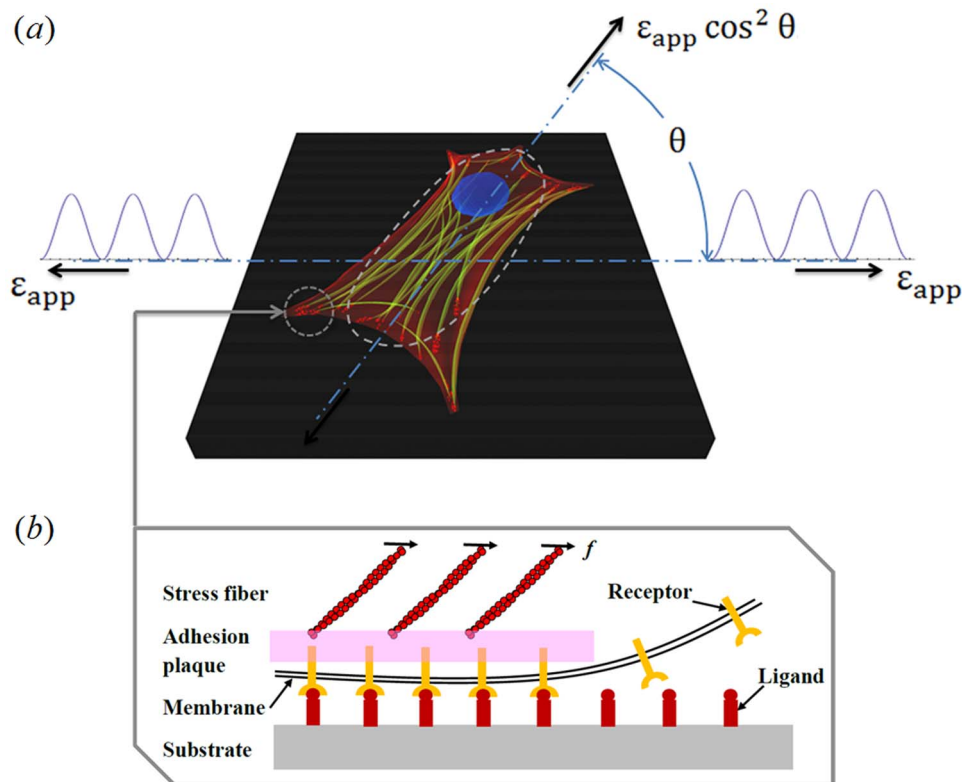 (a)
ε_app cos² θ
θ
ε_app
ε_app
(b)
f
Stress fiber
Receptor
Adhesion
plaque
Ligand
Membrane
Substrate